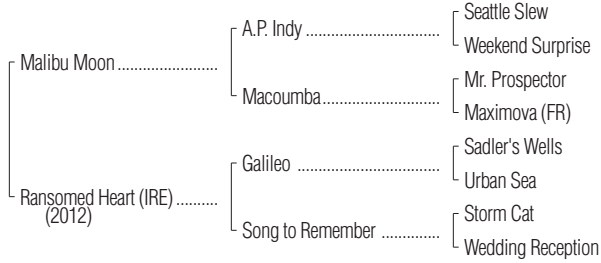 Seattle Slew
A.P. Indy ..............................
Weekend Surprise
Malibu Moon .......................
Mr. Prospector
Macoumba..........................
Maximova (FR)
Sadler's Wells
Galileo ................................
Urban Sea
Ransomed Heart (IRE) .........
(2012)
Storm Cat
Song to Remember .............
Wedding Reception